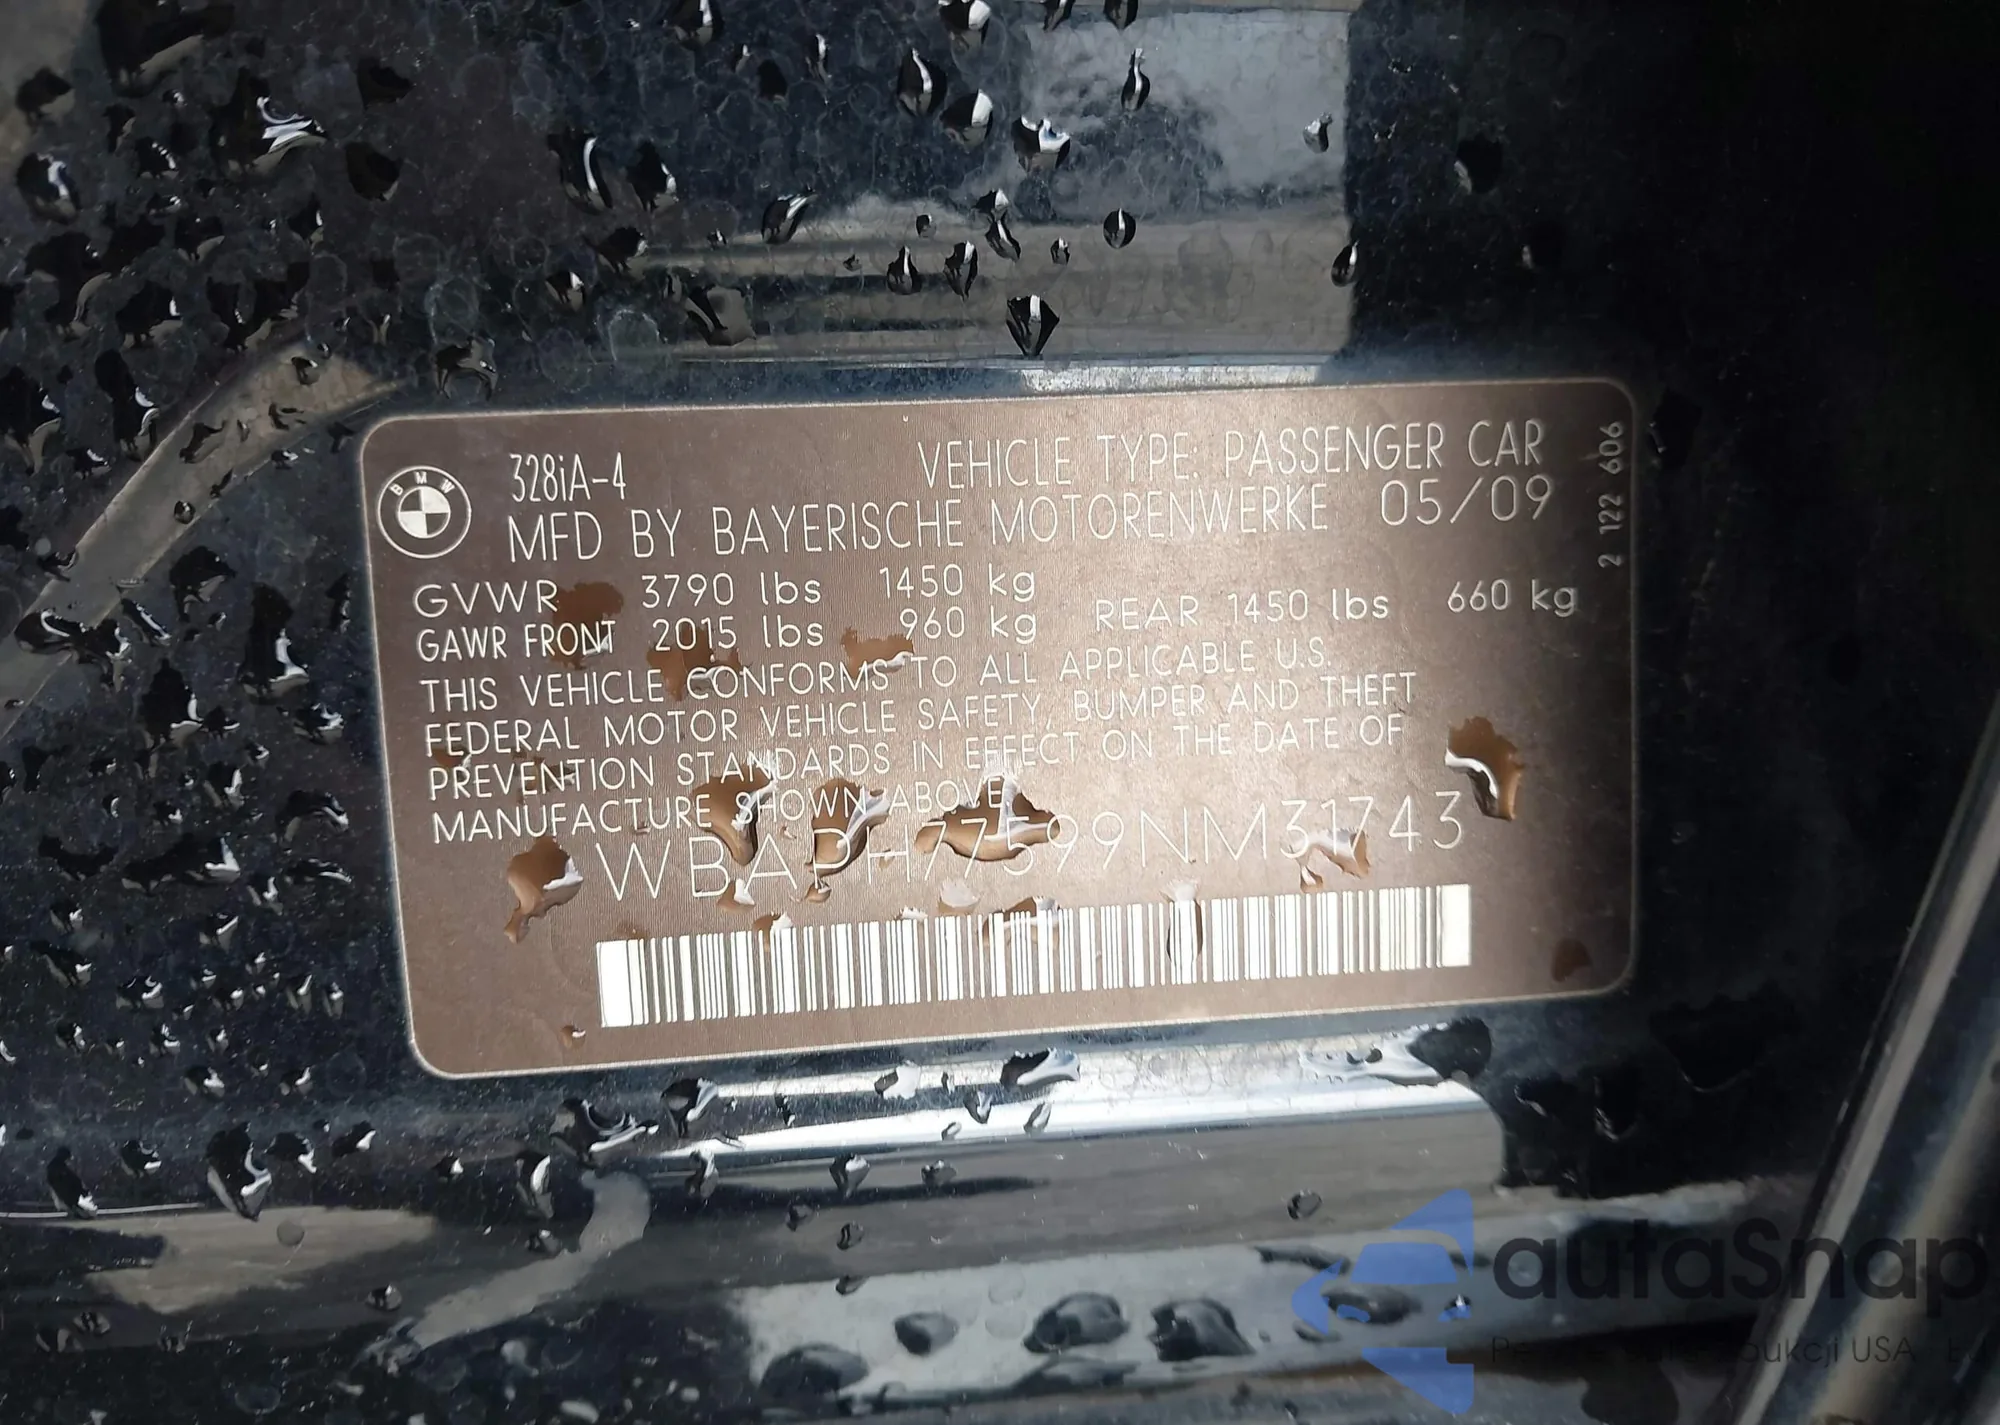 BMW
328iA-4
VEHICLE TYPE: PASSENGER CAR
MFD BY BAYERISCHE MOTORENWERKE 05/09
2 122 606
GVWR 3790 lbs 1450 kg
GAWR FRONT 2015 lbs 960 kg REAR 1450 lbs 660 kg
THIS VEHICLE CONFORMS TO ALL APPLICABLE U.S.
FEDERAL MOTOR VEHICLE SAFETY, BUMPER AND THEFT
PREVENTION STANDARDS IN EFFECT ON THE DATE OF
MANUFACTURE SHOWN ABOVE
WBAPH77599NM31743
autaSnap
USA